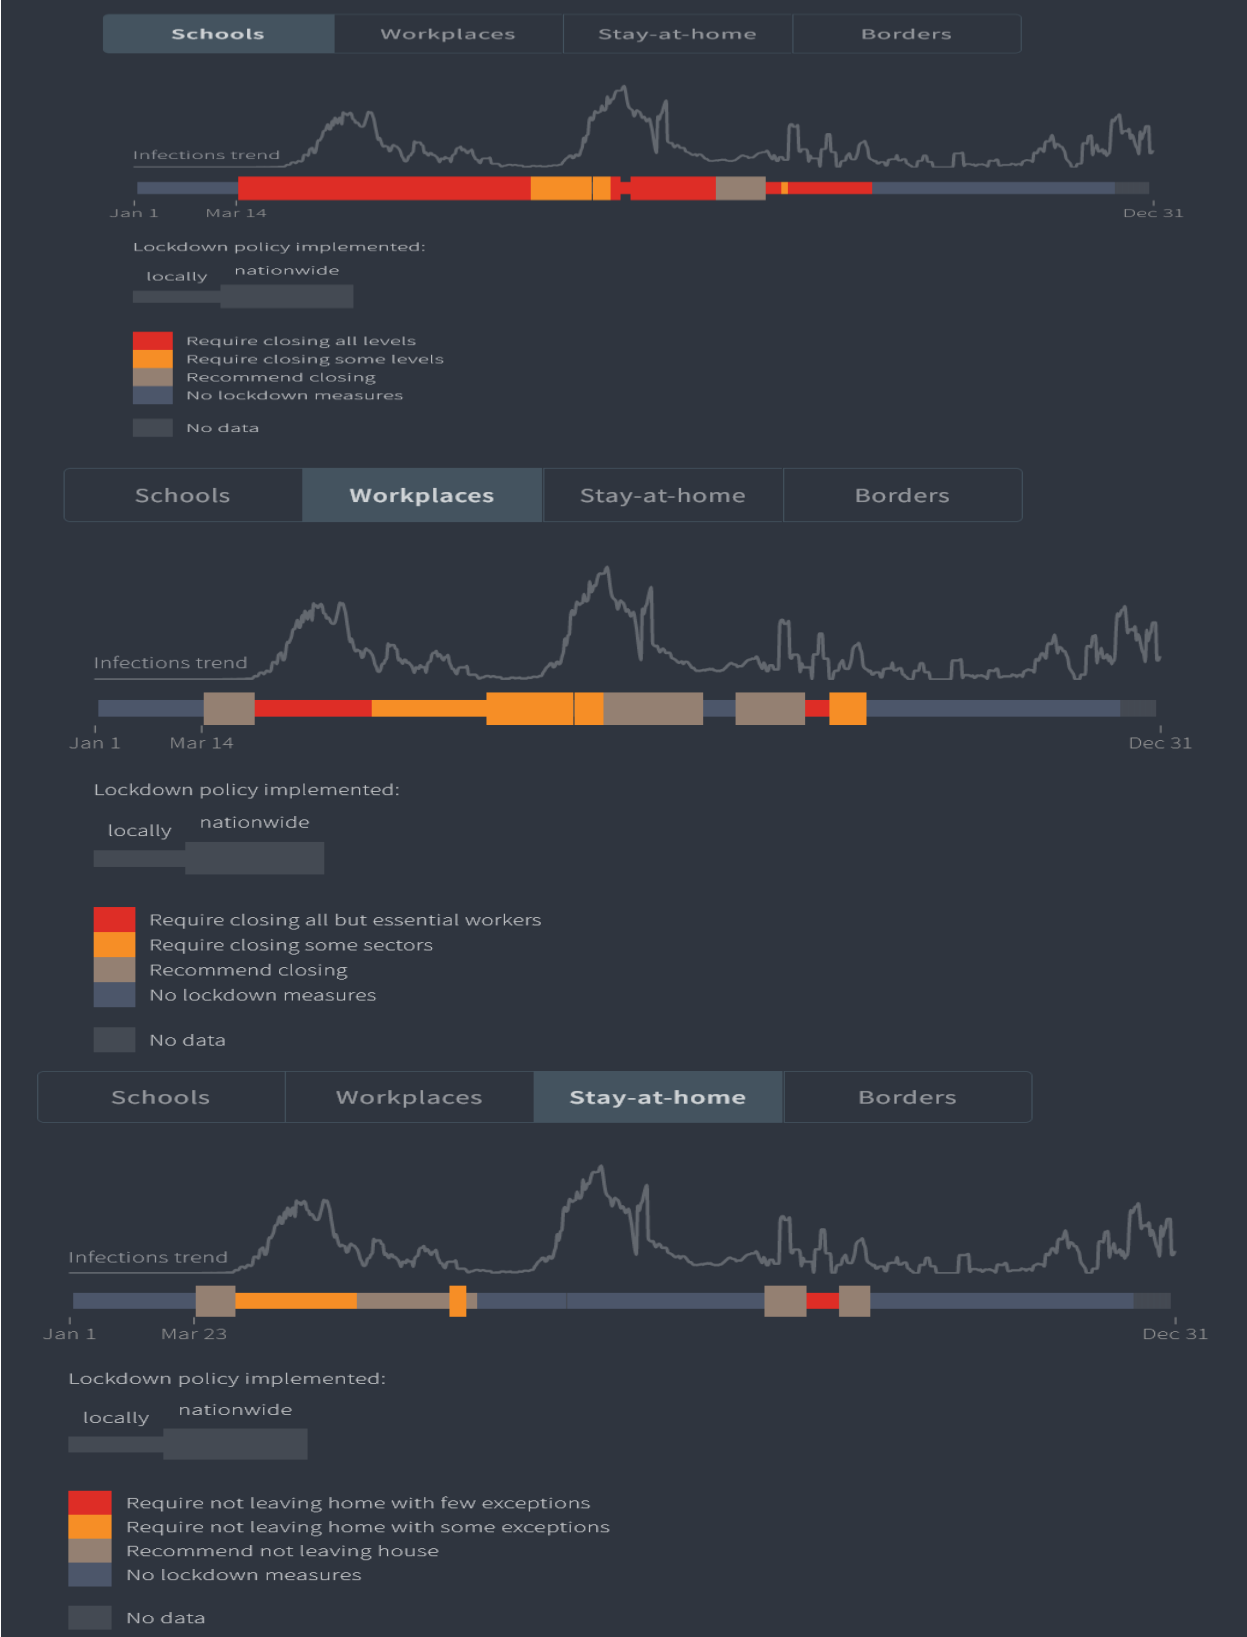 Schools Workplaces Stay-at-home Borders
Infections trend
Jan 1 Mar 14 Dec 31
Lockdown policy implemented:
locally nationwide
Require closing all levels
Require closing some levels
Recommend closing
No lockdown measures
No data
Schools Workplaces Stay-at-home Borders
Infections trend
Jan 1 Mar 14 Dec 31
Lockdown policy implemented:
locally nationwide
Require closing all but essential workers
Require closing some sectors
Recommend closing
No lockdown measures
No data
Schools Workplaces Stay-at-home Borders
Infections trend
Jan 1 Mar 23 Dec 31
Lockdown policy implemented:
locally nationwide
Require not leaving home with few exceptions
Require not leaving home with some exceptions
Recommend not leaving house
No lockdown measures
No data